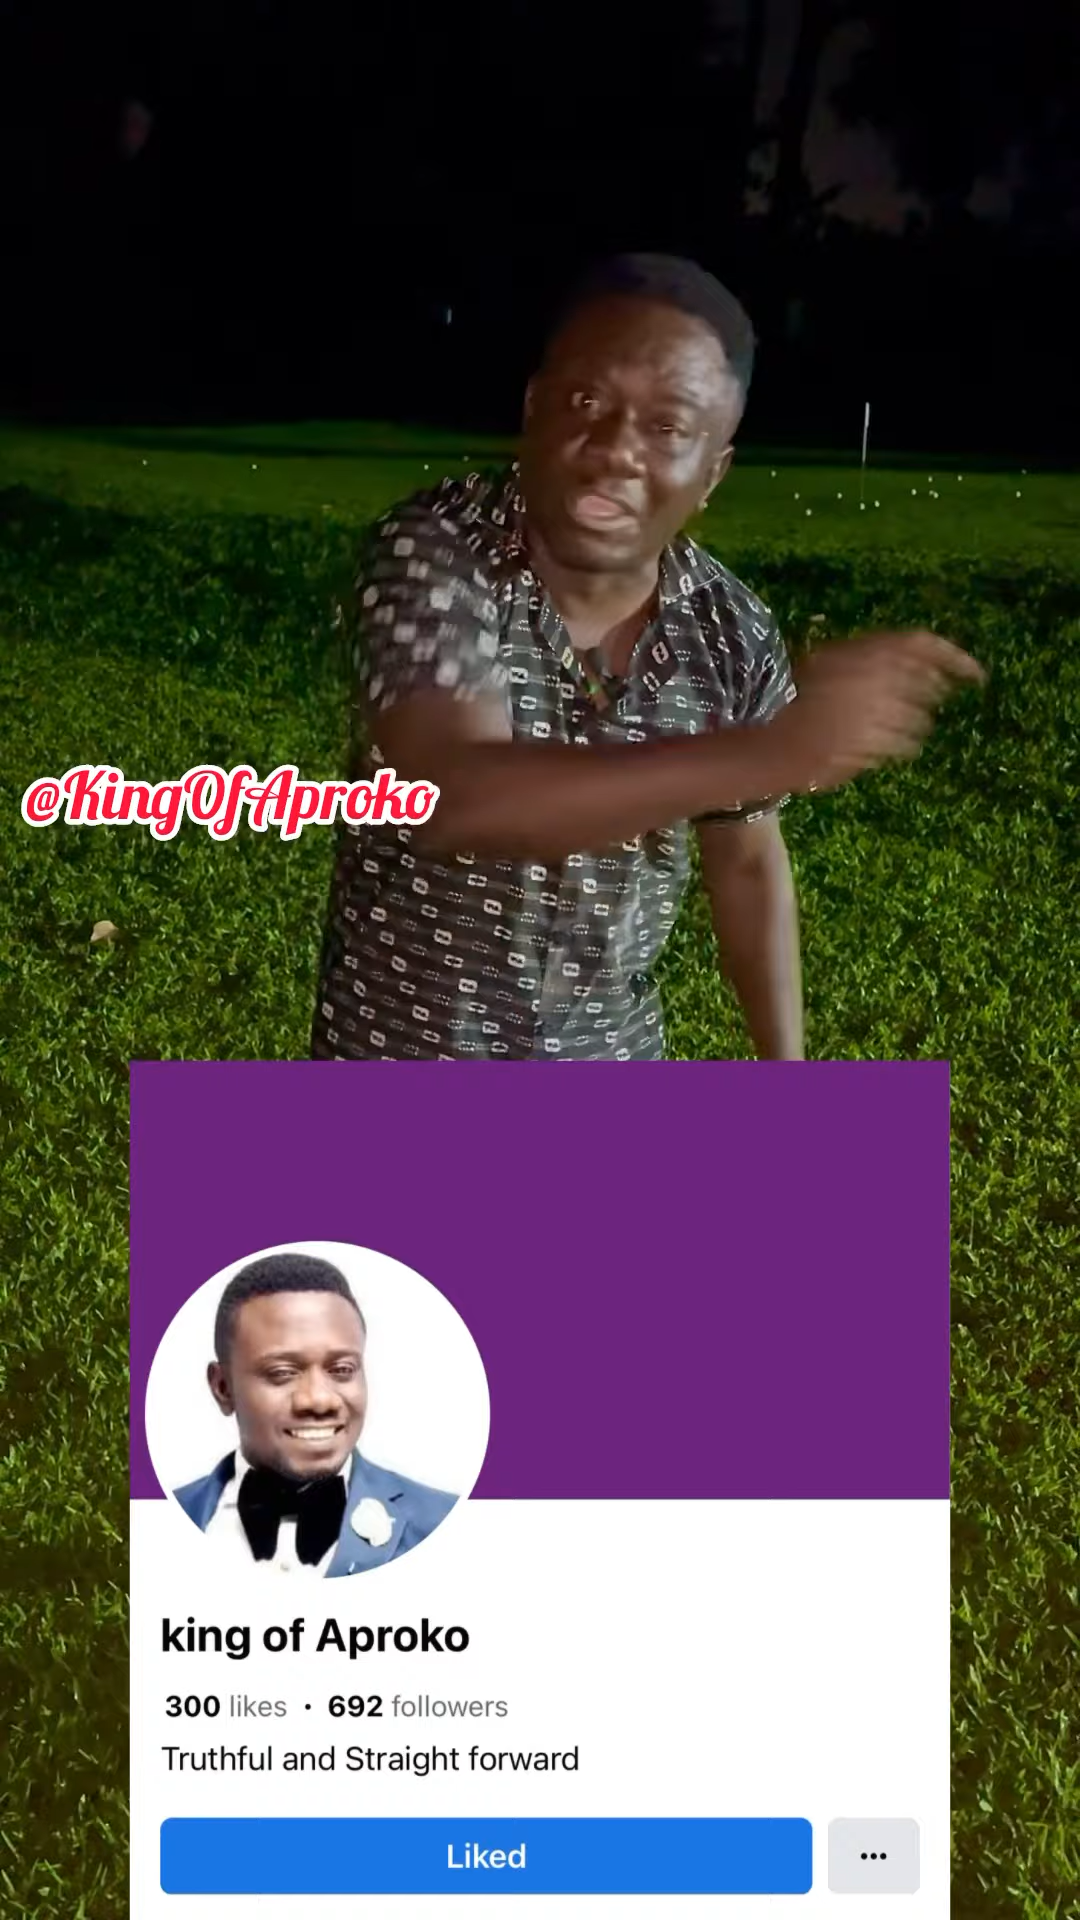 @KingOfAproko
king of Aproko
300 likes · 692 followers
Truthful and Straight forward
Liked